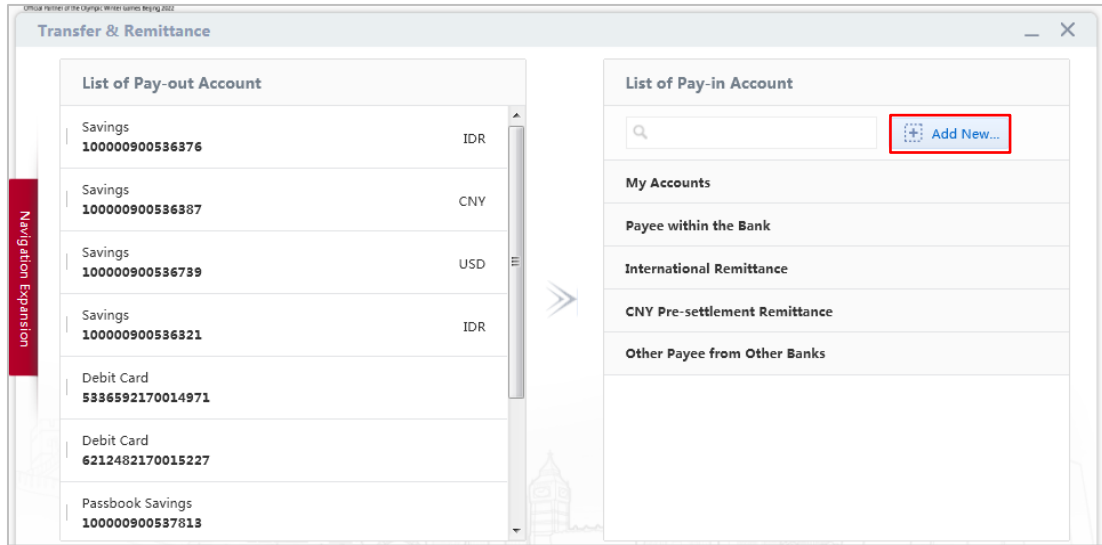 Official Partner of the Olympic Winter Games Beijing 2022
Transfer & Remittance
List of Pay-out Account
Savings
100000900536376
IDR
Savings
100000900536387
CNY
Savings
100000900536739
USD
Savings
100000900536321
IDR
Debit Card
5336592170014971
Debit Card
6212482170015227
Passbook Savings
100000900537813
Navigation Expansion
List of Pay-in Account
Add New...
My Accounts
Payee within the Bank
International Remittance
CNY Pre-settlement Remittance
Other Payee from Other Banks